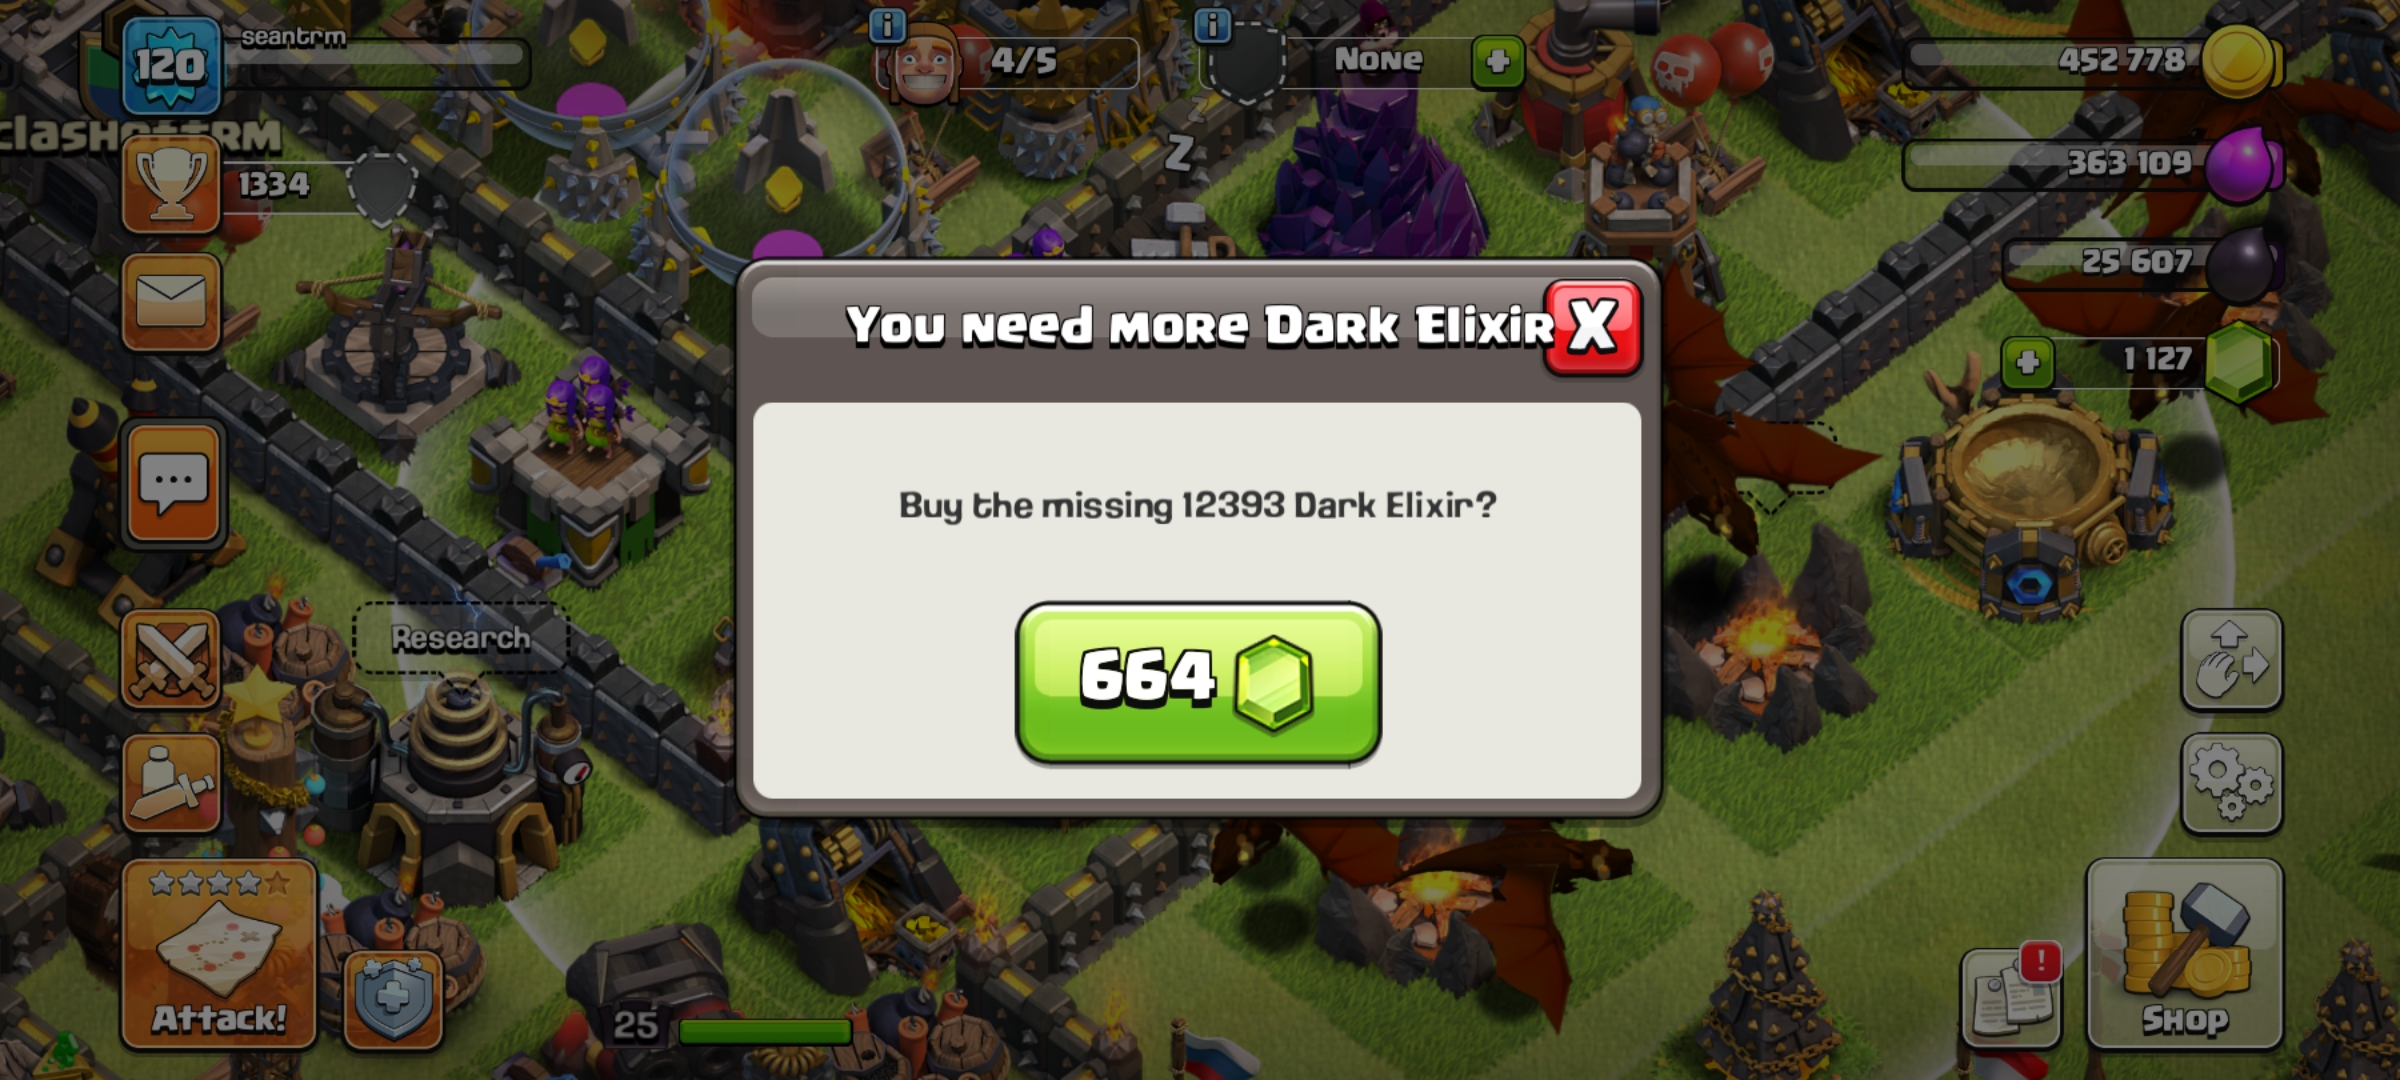 120
seantrm
4/5
None
452 778
363 109
25 607
1 127
1334
z
Z
You need more Dark Elixir
X
Buy the missing 12393 Dark Elixir?
664
Research
Attack!
25
!
Shop